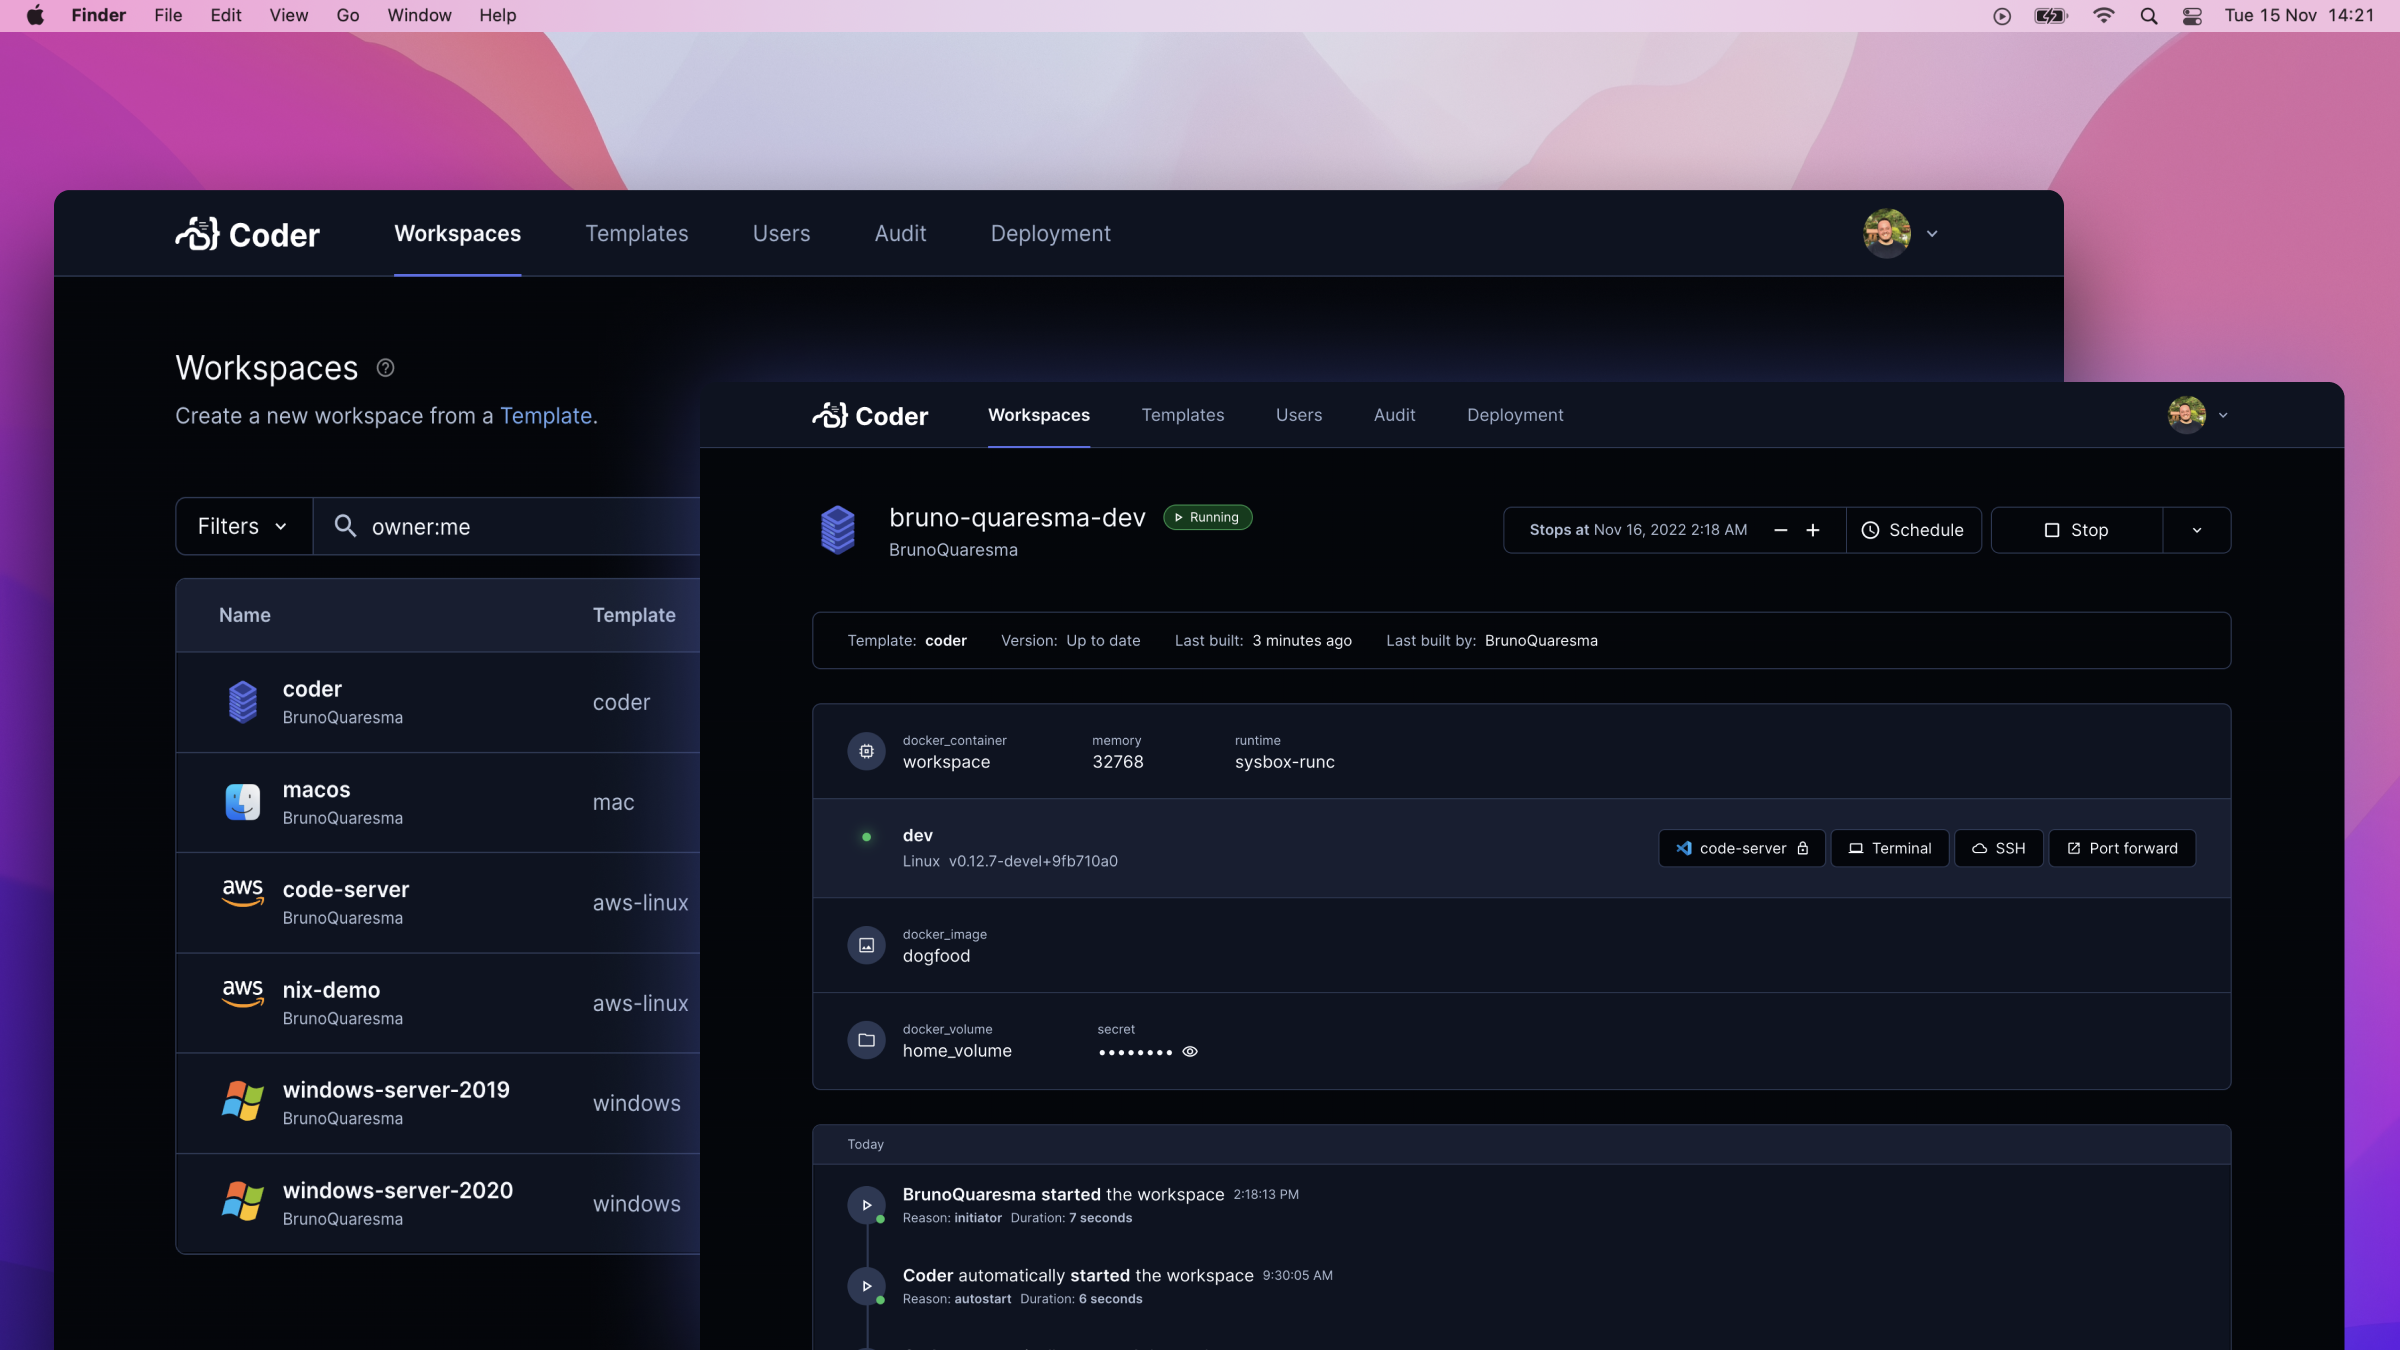 Finder File Edit View Go Window Help Tue 15 Nov 14:21
Coder Workspaces Templates Users Audit Deployment
Workspaces
Create a new workspace from a Template.
Filters owner:me
Name Template
coder
BrunoQuaresma
coder
macos
BrunoQuaresma
mac
aws
code-server
BrunoQuaresma
aws-linux
aws
nix-demo
BrunoQuaresma
aws-linux
windows-server-2019
BrunoQuaresma
windows
windows-server-2020
BrunoQuaresma
windows
Coder Workspaces Templates Users Audit Deployment
bruno-quaresma-dev Running
BrunoQuaresma
Stops at Nov 16, 2022 2:18 AM Schedule Stop
Template: coder Version: Up to date Last built: 3 minutes ago Last built by: BrunoQuaresma
docker_container memory runtime
workspace 32768 sysbox-runc
dev
Linux v0.12.7-devel+9fb710a0
code-server Terminal SSH Port forward
docker_image
dogfood
docker_volume secret
home_volume ••••••••
Today
BrunoQuaresma started the workspace 2:18:13 PM
Reason: initiator Duration: 7 seconds
Coder automatically started the workspace 9:30:05 AM
Reason: autostart Duration: 6 seconds